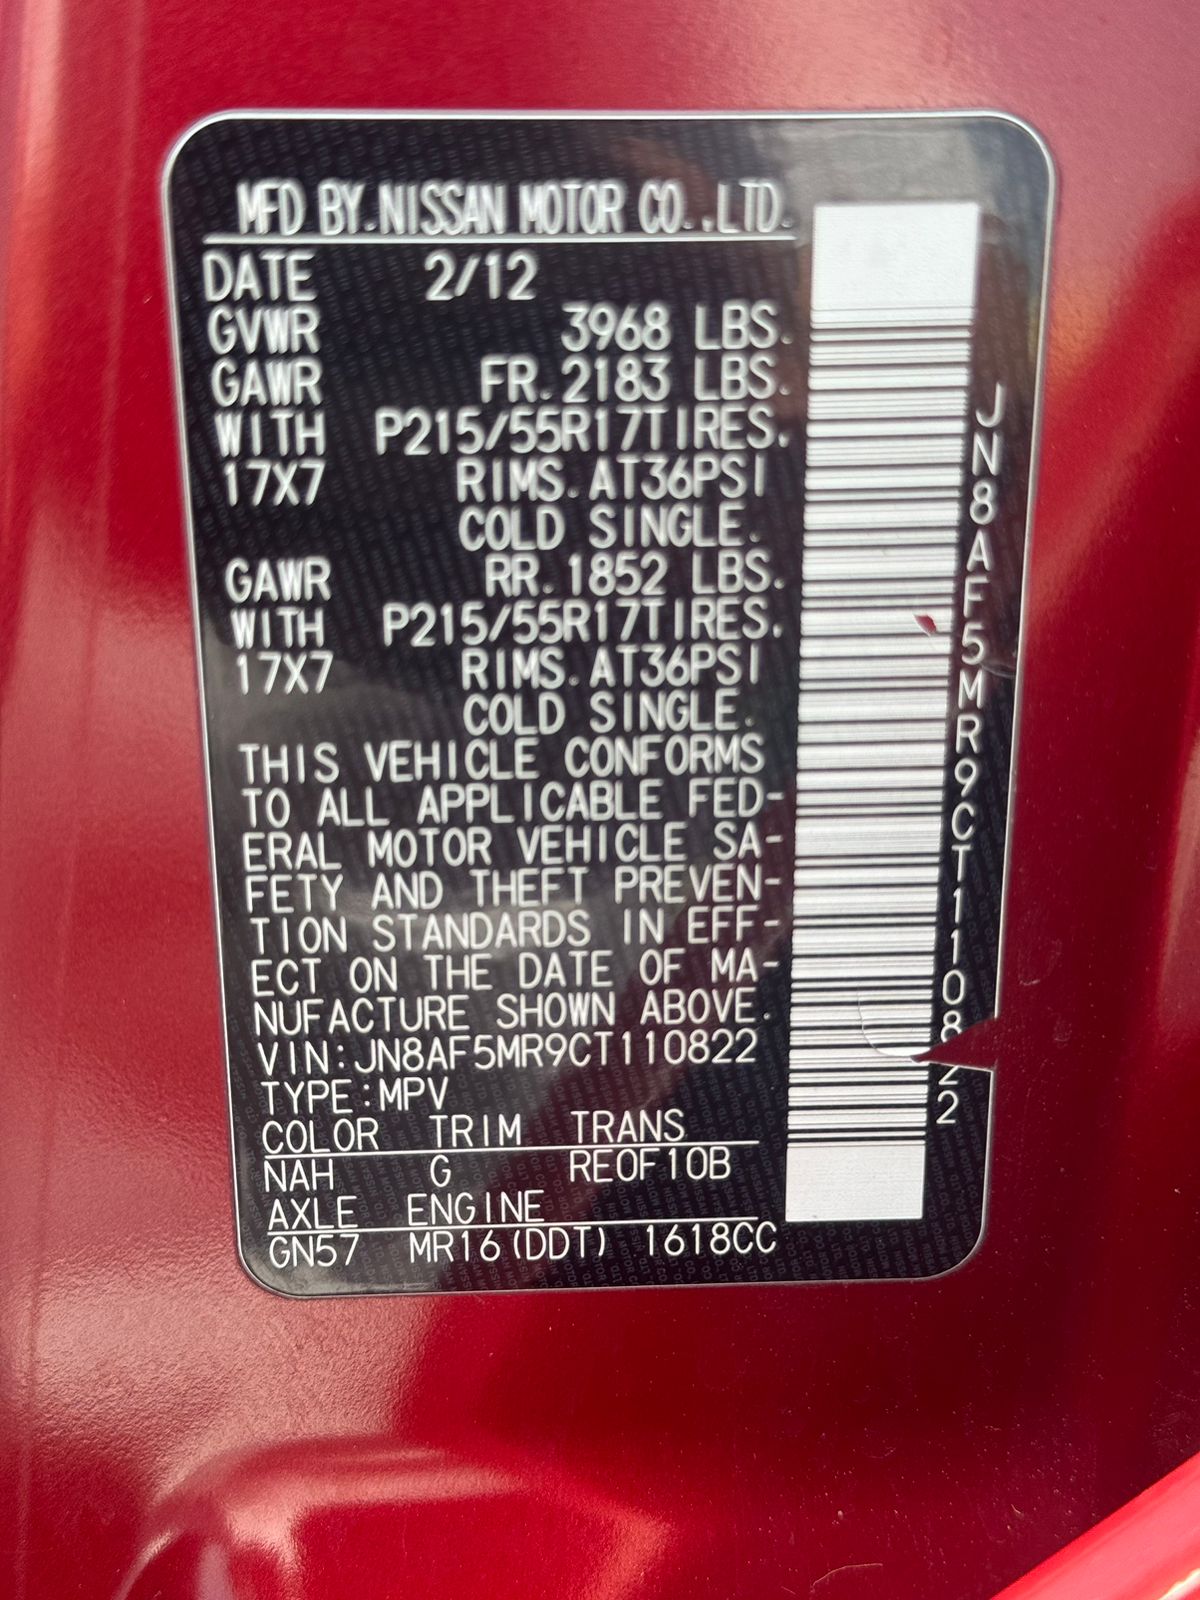 MFD BY.NISSAN MOTOR CO.,LTD.
DATE 2/12
GVWR 3968 LBS.
GAWR FR.2183 LBS.
WITH P215/55R17TIRES.
17X7 RIMS.AT36PSI
COLD SINGLE.
GAWR RR.1852 LBS.
WITH P215/55R17TIRES.
17X7 RIMS.AT36PSI
COLD SINGLE.
THIS VEHICLE CONFORMS
TO ALL APPLICABLE FED-
ERAL MOTOR VEHICLE SA-
FETY AND THEFT PREVEN-
TION STANDARDS IN EFF-
ECT ON THE DATE OF MA-
NUFACTURE SHOWN ABOVE.
VIN:JN8AF5MR9CT110822
TYPE:MPV
COLOR TRIM TRANS
NAH G RE0F10B
AXLE ENGINE
GN57 MR16(DDT) 1618CC
JN8AF5MR9CT110822